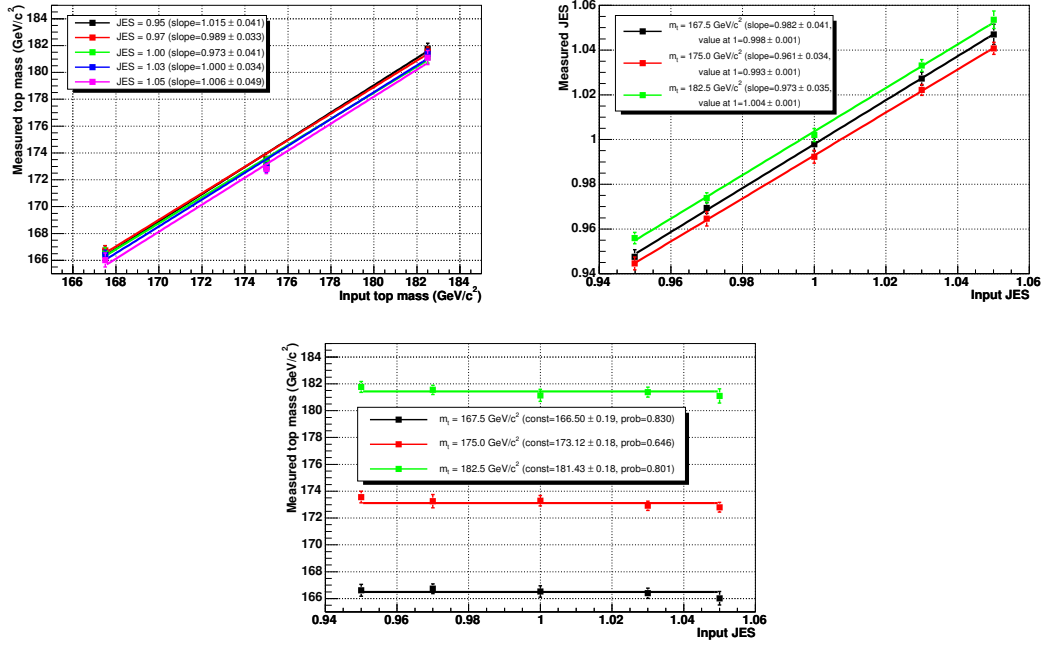 Measured top mass (GeV/c²)
184
182
180
178
176
174
172
170
168
166
JES = 0.95 (slope=1.015 ± 0.041)
JES = 0.97 (slope=0.989 ± 0.033)
JES = 1.00 (slope=0.973 ± 0.041)
JES = 1.03 (slope=1.000 ± 0.034)
JES = 1.05 (slope=1.006 ± 0.049)
166 168 170 172 174 176 178 180 182 184
Input top mass (GeV/c²)
Measured JES
1.06
1.04
1.02
1
0.98
0.96
0.94
mₜ = 167.5 GeV/c² (slope=0.982 ± 0.041,
value at 1=0.998 ± 0.001)
mₜ = 175.0 GeV/c² (slope=0.961 ± 0.034,
value at 1=0.993 ± 0.001)
mₜ = 182.5 GeV/c² (slope=0.973 ± 0.035,
value at 1=1.004 ± 0.001)
0.94 0.96 0.98 1 1.02 1.04 1.06
Input JES
Measured top mass (GeV/c²)
184
182
180
178
176
174
172
170
168
166
mₜ = 167.5 GeV/c² (const=166.50 ± 0.19, prob=0.830)
mₜ = 175.0 GeV/c² (const=173.12 ± 0.18, prob=0.646)
mₜ = 182.5 GeV/c² (const=181.43 ± 0.18, prob=0.801)
0.94 0.96 0.98 1 1.02 1.04 1.06
Input JES